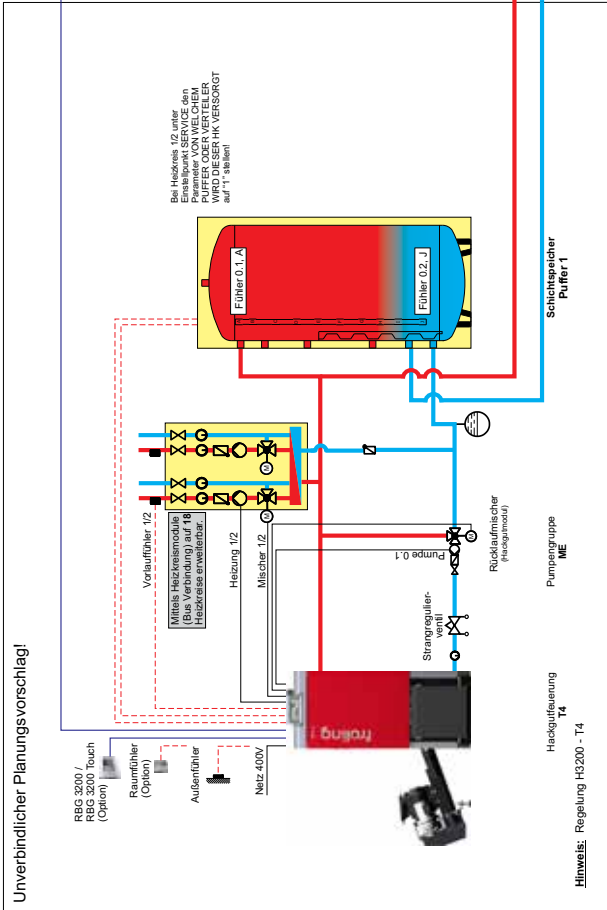 Unverbindlicher Planungsvorschlag!
RBG 3200 /
RBG 3200 Touch
(Option)
Raumfühler
(Option)
Außenfühler
Netz 400V
Vorlauffühler 1/2
Mittels Heizkreismodule
(Bus Verbindung) auf 18
Heizkreise erweiterbar.
Heizung 1/2
Mischer 1/2
M
M
Bei Heizkreis 1/2 unter
Einstellpunkt SERVICE den
Parameter VON WELCHEM
PUFFER ODER VERTEILER
WIRD DIESER HK VERSORGT
auf "1" stellen!
Fühler 0.1, A
Fühler 0.2, J
froling
Strangregulier-
ventil
Pumpe 0.1
M
Rücklaufmischer
(Hackgutmodul)
Hackgutfeuerung
T4
Pumpengruppe
ME
Schichtspeicher
Puffer 1
Hinweis: Regelung H3200 - T4